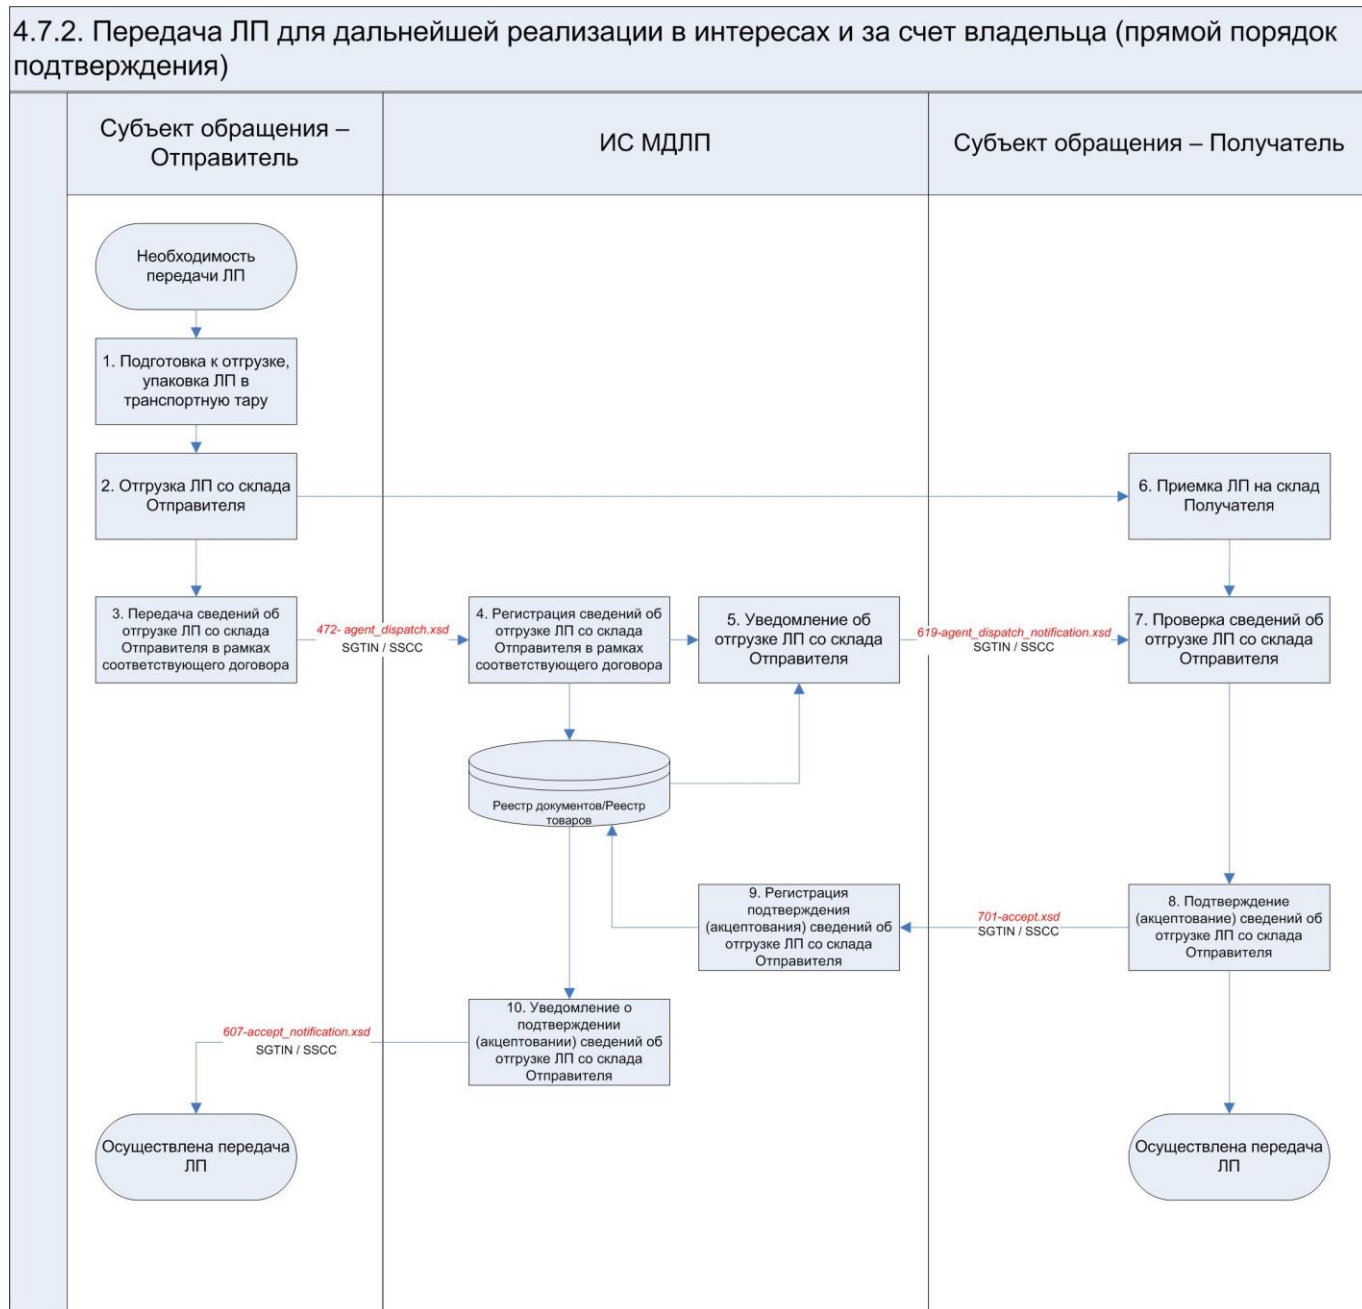 4.7.2. Передача ЛП для дальнейшей реализации в интересах и за счет владельца (прямой порядок
подтверждения)
Субъект обращения –
Отправитель
ИС МДЛП
Субъект обращения – Получатель
Необходимость
передачи ЛП
1. Подготовка к отгрузке,
упаковка ЛП в
транспортную тару
2. Отгрузка ЛП со склада
Отправителя
6. Приемка ЛП на склад
Получателя
3. Передача сведений об
отгрузке ЛП со склада
Отправителя в рамках
соответствующего договора
472- agent_dispatch.xsd
SGTIN / SSCC
4. Регистрация сведений об
отгрузке ЛП со склада
Отправителя в рамках
соответствующего договора
5. Уведомление об
отгрузке ЛП со склада
Отправителя
619-agent_dispatch_notification.xsd
SGTIN / SSCC
7. Проверка сведений об
отгрузке ЛП со склада
Отправителя
Реестр документов/Реестр
товаров
9. Регистрация
подтверждения
(акцептования) сведений об
отгрузке ЛП со склада
Отправителя
701-accept.xsd
SGTIN / SSCC
8. Подтверждение
(акцептование) сведений об
отгрузке ЛП со склада
Отправителя
10. Уведомление о
подтверждении
(акцептовании) сведений об
отгрузке ЛП со склада
Отправителя
607-accept_notification.xsd
SGTIN / SSCC
Осуществлена передача
ЛП
Осуществлена передача
ЛП